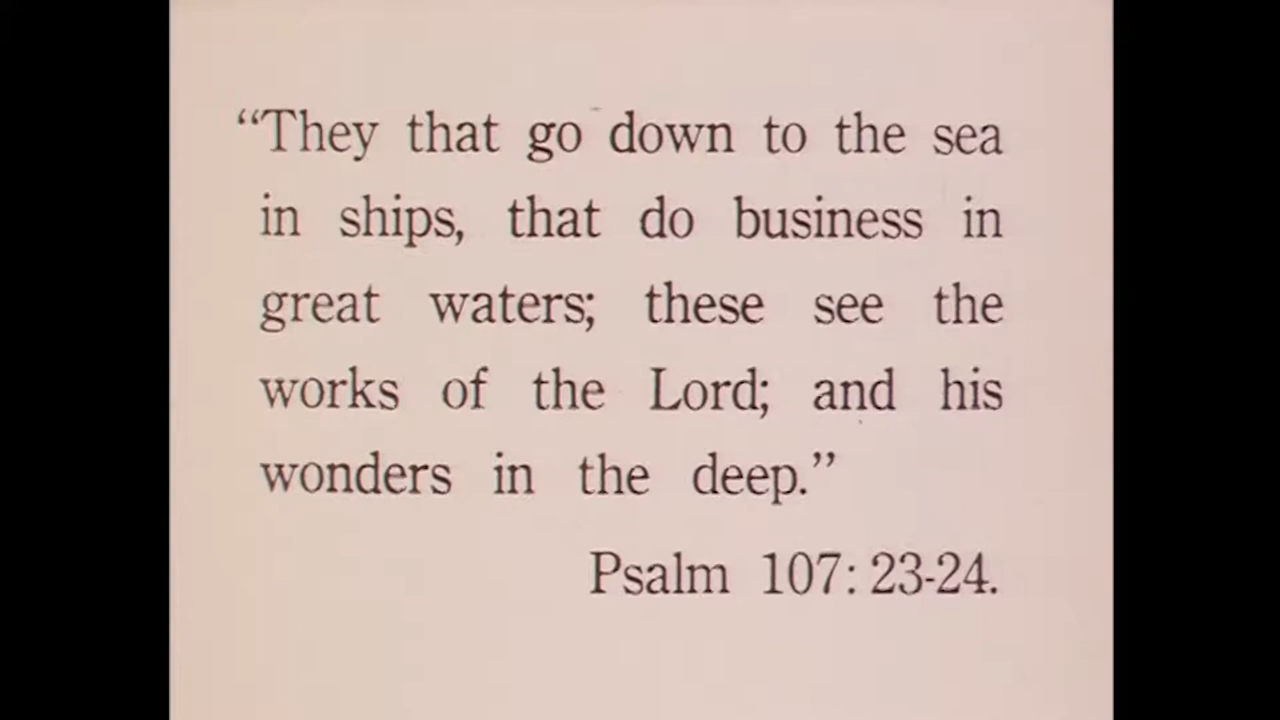 “They that go down to the sea
in ships, that do business in
great waters; these see the
works of the Lord; and his
wonders in the deep.”
Psalm 107: 23-24.